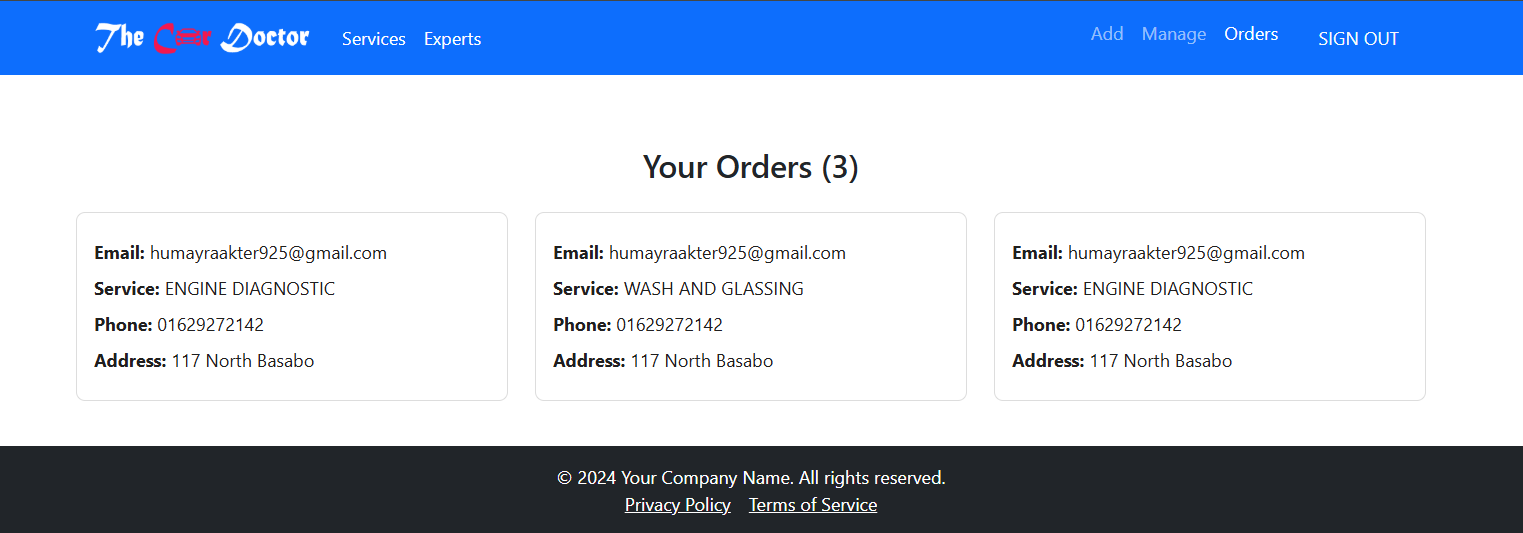 The Doctor Services Experts Add Manage Orders SIGN OUT
Your Orders (3)
Email: humayraakter925@gmail.com
Service: ENGINE DIAGNOSTIC
Phone: 01629272142
Address: 117 North Basabo
Email: humayraakter925@gmail.com
Service: WASH AND GLASSING
Phone: 01629272142
Address: 117 North Basabo
Email: humayraakter925@gmail.com
Service: ENGINE DIAGNOSTIC
Phone: 01629272142
Address: 117 North Basabo
© 2024 Your Company Name. All rights reserved.
Privacy Policy Terms of Service